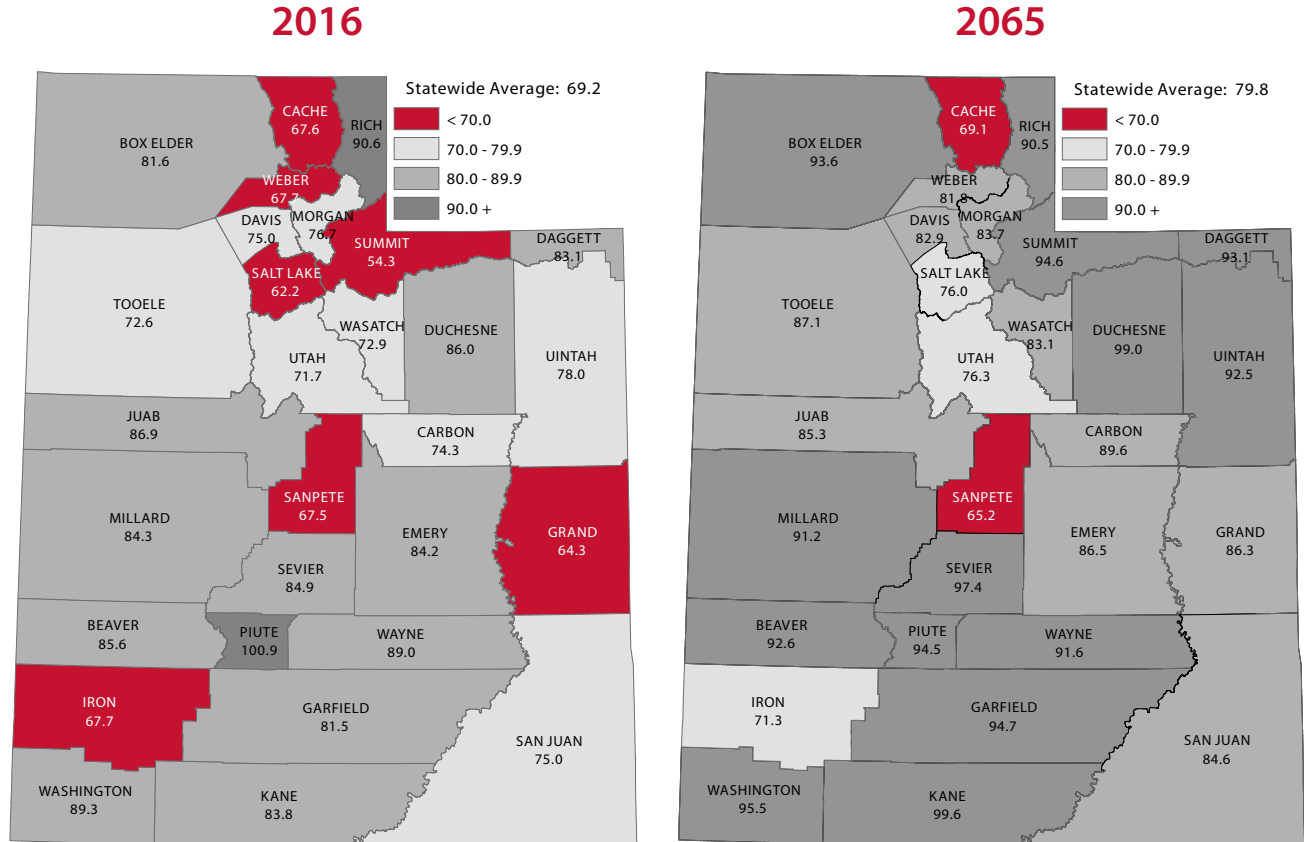 2016
Statewide Average: 69.2
< 70.0
70.0 - 79.9
80.0 - 89.9
90.0 +
CACHE
67.6
RICH
90.6
BOX ELDER
81.6
WEBER
67.7
DAVIS
75.0
MORGAN
76.7
SUMMIT
54.3
DAGGETT
83.1
SALT LAKE
62.2
TOOELE
72.6
WASATCH
72.9
DUCHESNE
86.0
UTAH
71.7
UINTAH
78.0
JUAB
86.9
CARBON
74.3
SANPETE
67.5
MILLARD
84.3
EMERY
84.2
GRAND
64.3
SEVIER
84.9
BEAVER
85.6
PIUTE
100.9
WAYNE
89.0
IRON
67.7
GARFIELD
81.5
SAN JUAN
75.0
WASHINGTON
89.3
KANE
83.8
2065
Statewide Average: 79.8
< 70.0
70.0 - 79.9
80.0 - 89.9
90.0 +
CACHE
69.1
RICH
90.5
BOX ELDER
93.6
WEBER
81.8
DAVIS
82.9
MORGAN
83.7
SUMMIT
94.6
DAGGETT
93.1
SALT LAKE
76.0
TOOELE
87.1
WASATCH
83.1
DUCHESNE
99.0
UTAH
76.3
UINTAH
92.5
JUAB
85.3
CARBON
89.6
SANPETE
65.2
MILLARD
91.2
EMERY
86.5
GRAND
86.3
SEVIER
97.4
BEAVER
92.6
PIUTE
94.5
WAYNE
91.6
IRON
71.3
GARFIELD
94.7
SAN JUAN
84.6
WASHINGTON
95.5
KANE
99.6